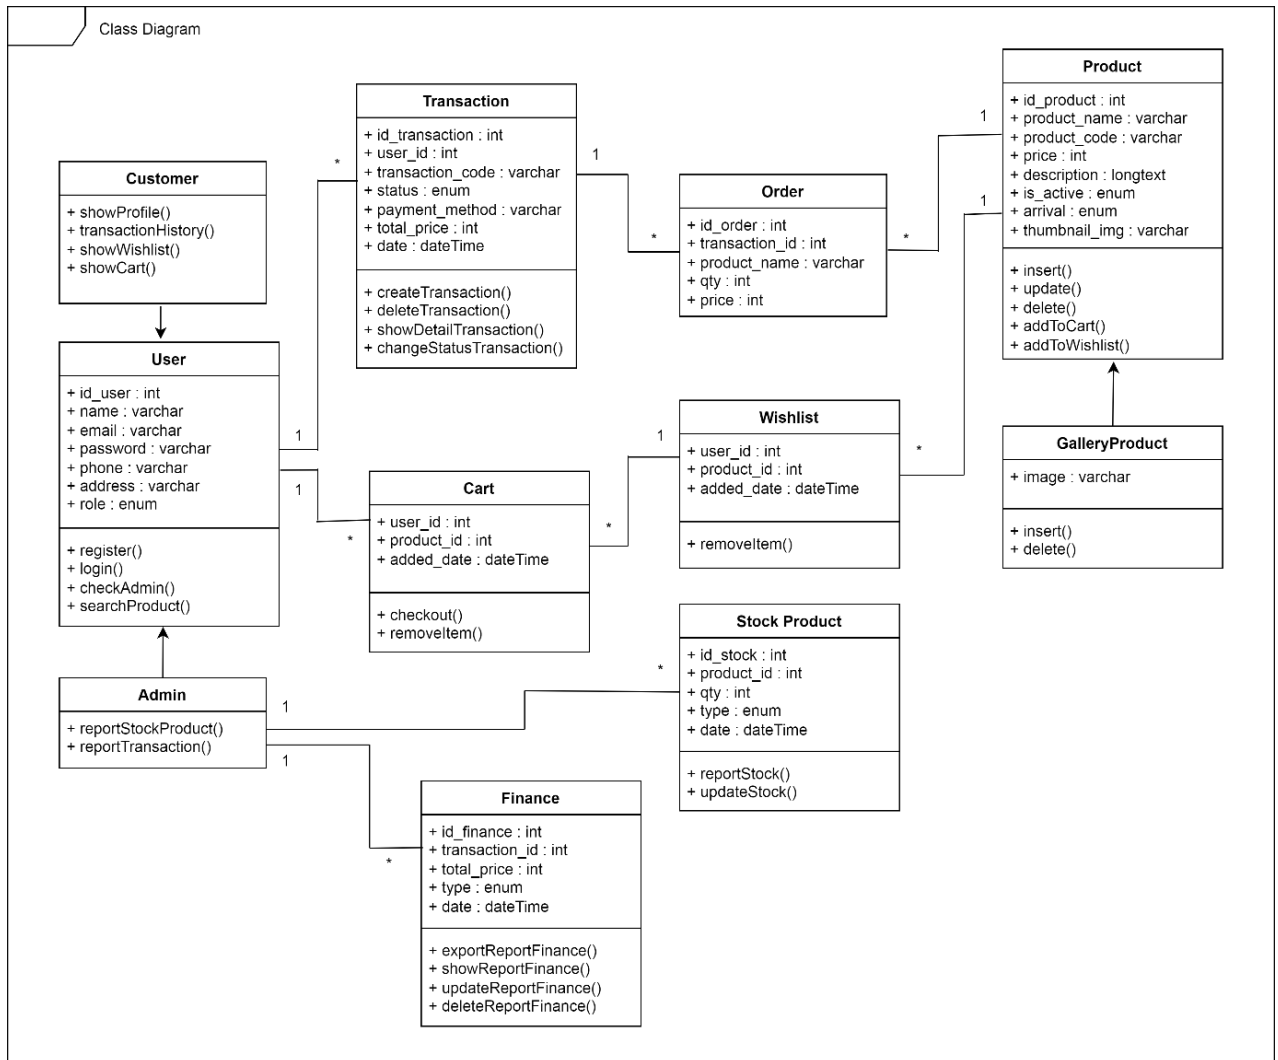 Class Diagram
Transaction
+ id_transaction : int
+ user_id : int
+ transaction_code : varchar
+ status : enum
+ payment_method : varchar
+ total_price : int
+ date : dateTime
+ createTransaction()
+ deleteTransaction()
+ showDetailTransaction()
+ changeStatusTransaction()
Product
+ id_product : int
+ product_name : varchar
+ product_code : varchar
+ price : int
+ description : longtext
+ is_active : enum
+ arrival : enum
+ thumbnail_img : varchar
+ insert()
+ update()
+ delete()
+ addToCart()
+ addToWishlist()
Customer
+ showProfile()
+ transactionHistory()
+ showWishlist()
+ showCart()
Order
+ id_order : int
+ transaction_id : int
+ product_name : varchar
+ qty : int
+ price : int
User
+ id_user : int
+ name : varchar
+ email : varchar
+ password : varchar
+ phone : varchar
+ address : varchar
+ role : enum
+ register()
+ login()
+ checkAdmin()
+ searchProduct()
Cart
+ user_id : int
+ product_id : int
+ added_date : dateTime
+ checkout()
+ removeItem()
Wishlist
+ user_id : int
+ product_id : int
+ added_date : dateTime
+ removeItem()
GalleryProduct
+ image : varchar
+ insert()
+ delete()
Stock Product
+ id_stock : int
+ product_id : int
+ qty : int
+ type : enum
+ date : dateTime
+ reportStock()
+ updateStock()
Admin
+ reportStockProduct()
+ reportTransaction()
Finance
+ id_finance : int
+ transaction_id : int
+ total_price : int
+ type : enum
+ date : dateTime
+ exportReportFinance()
+ showReportFinance()
+ updateReportFinance()
+ deleteReportFinance()
*
1
1
*
1
*
1
*
1
*
1
*
1
*
1
*
1
*